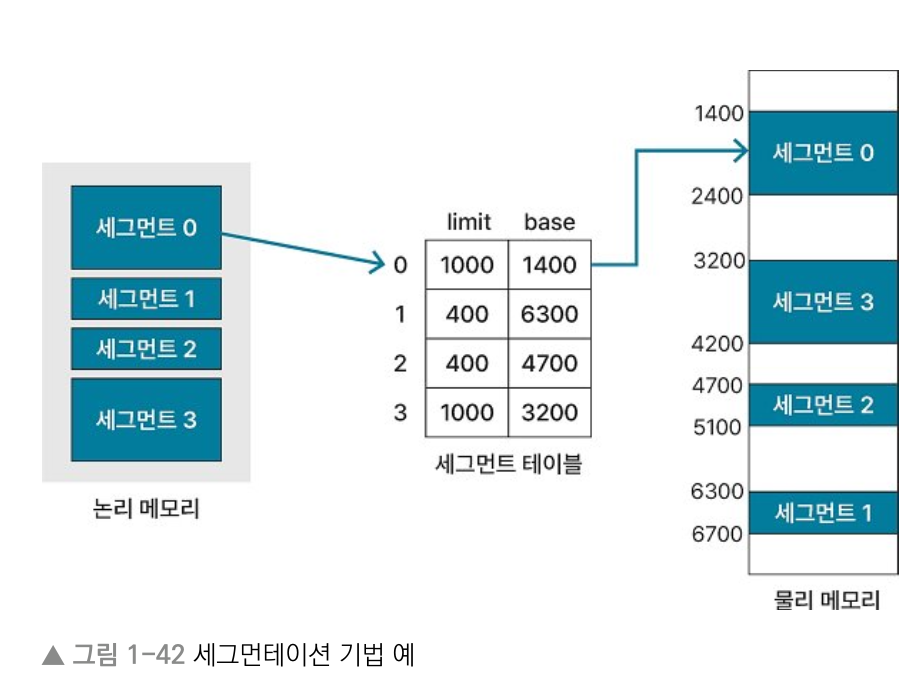 세그먼트 0
세그먼트 1
세그먼트 2
세그먼트 3
논리 메모리
limit base
0 1000 1400
1 400 6300
2 400 4700
3 1000 3200
세그먼트 테이블
1400
세그먼트 0
2400
3200
세그먼트 3
4200
4700
세그먼트 2
5100
6300
세그먼트 1
6700
물리 메모리
▲ 그림 1-42 세그먼테이션 기법 예